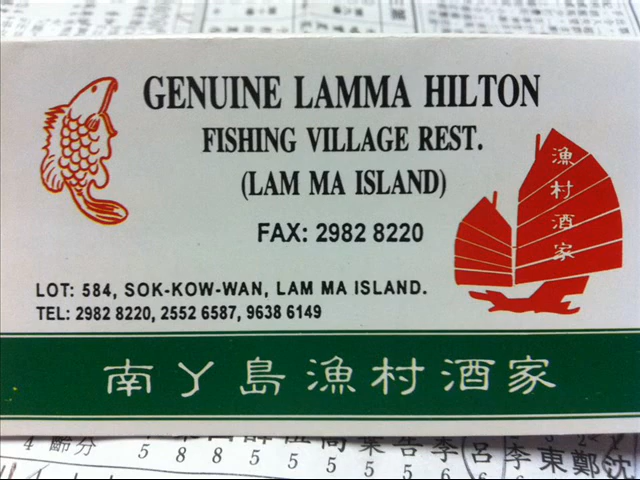 GENUINE LAMMA HILTON
FISHING VILLAGE REST.
(LAM MA ISLAND)
FAX: 2982 8220
漁村酒家
LOT: 584, SOK-KOW-WAN, LAM MA ISLAND.
TEL: 2982 8220, 2552 6587, 9638 6149
南丫島漁村酒家